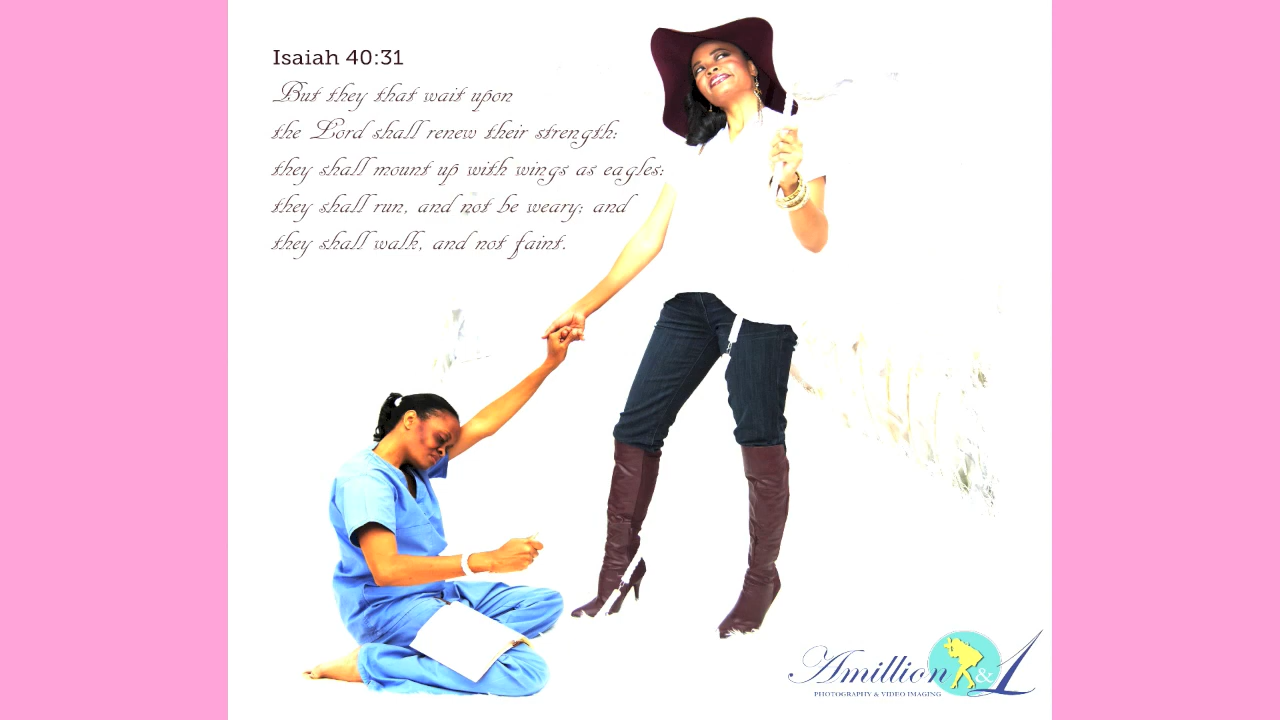 Isaiah 40:31
But they that wait upon
the Lord shall renew their strength;
they shall mount up with wings as eagles;
they shall run, and not be weary; and
they shall walk, and not faint.
Amillion & 1
PHOTOGRAPHY & VIDEO IMAGING